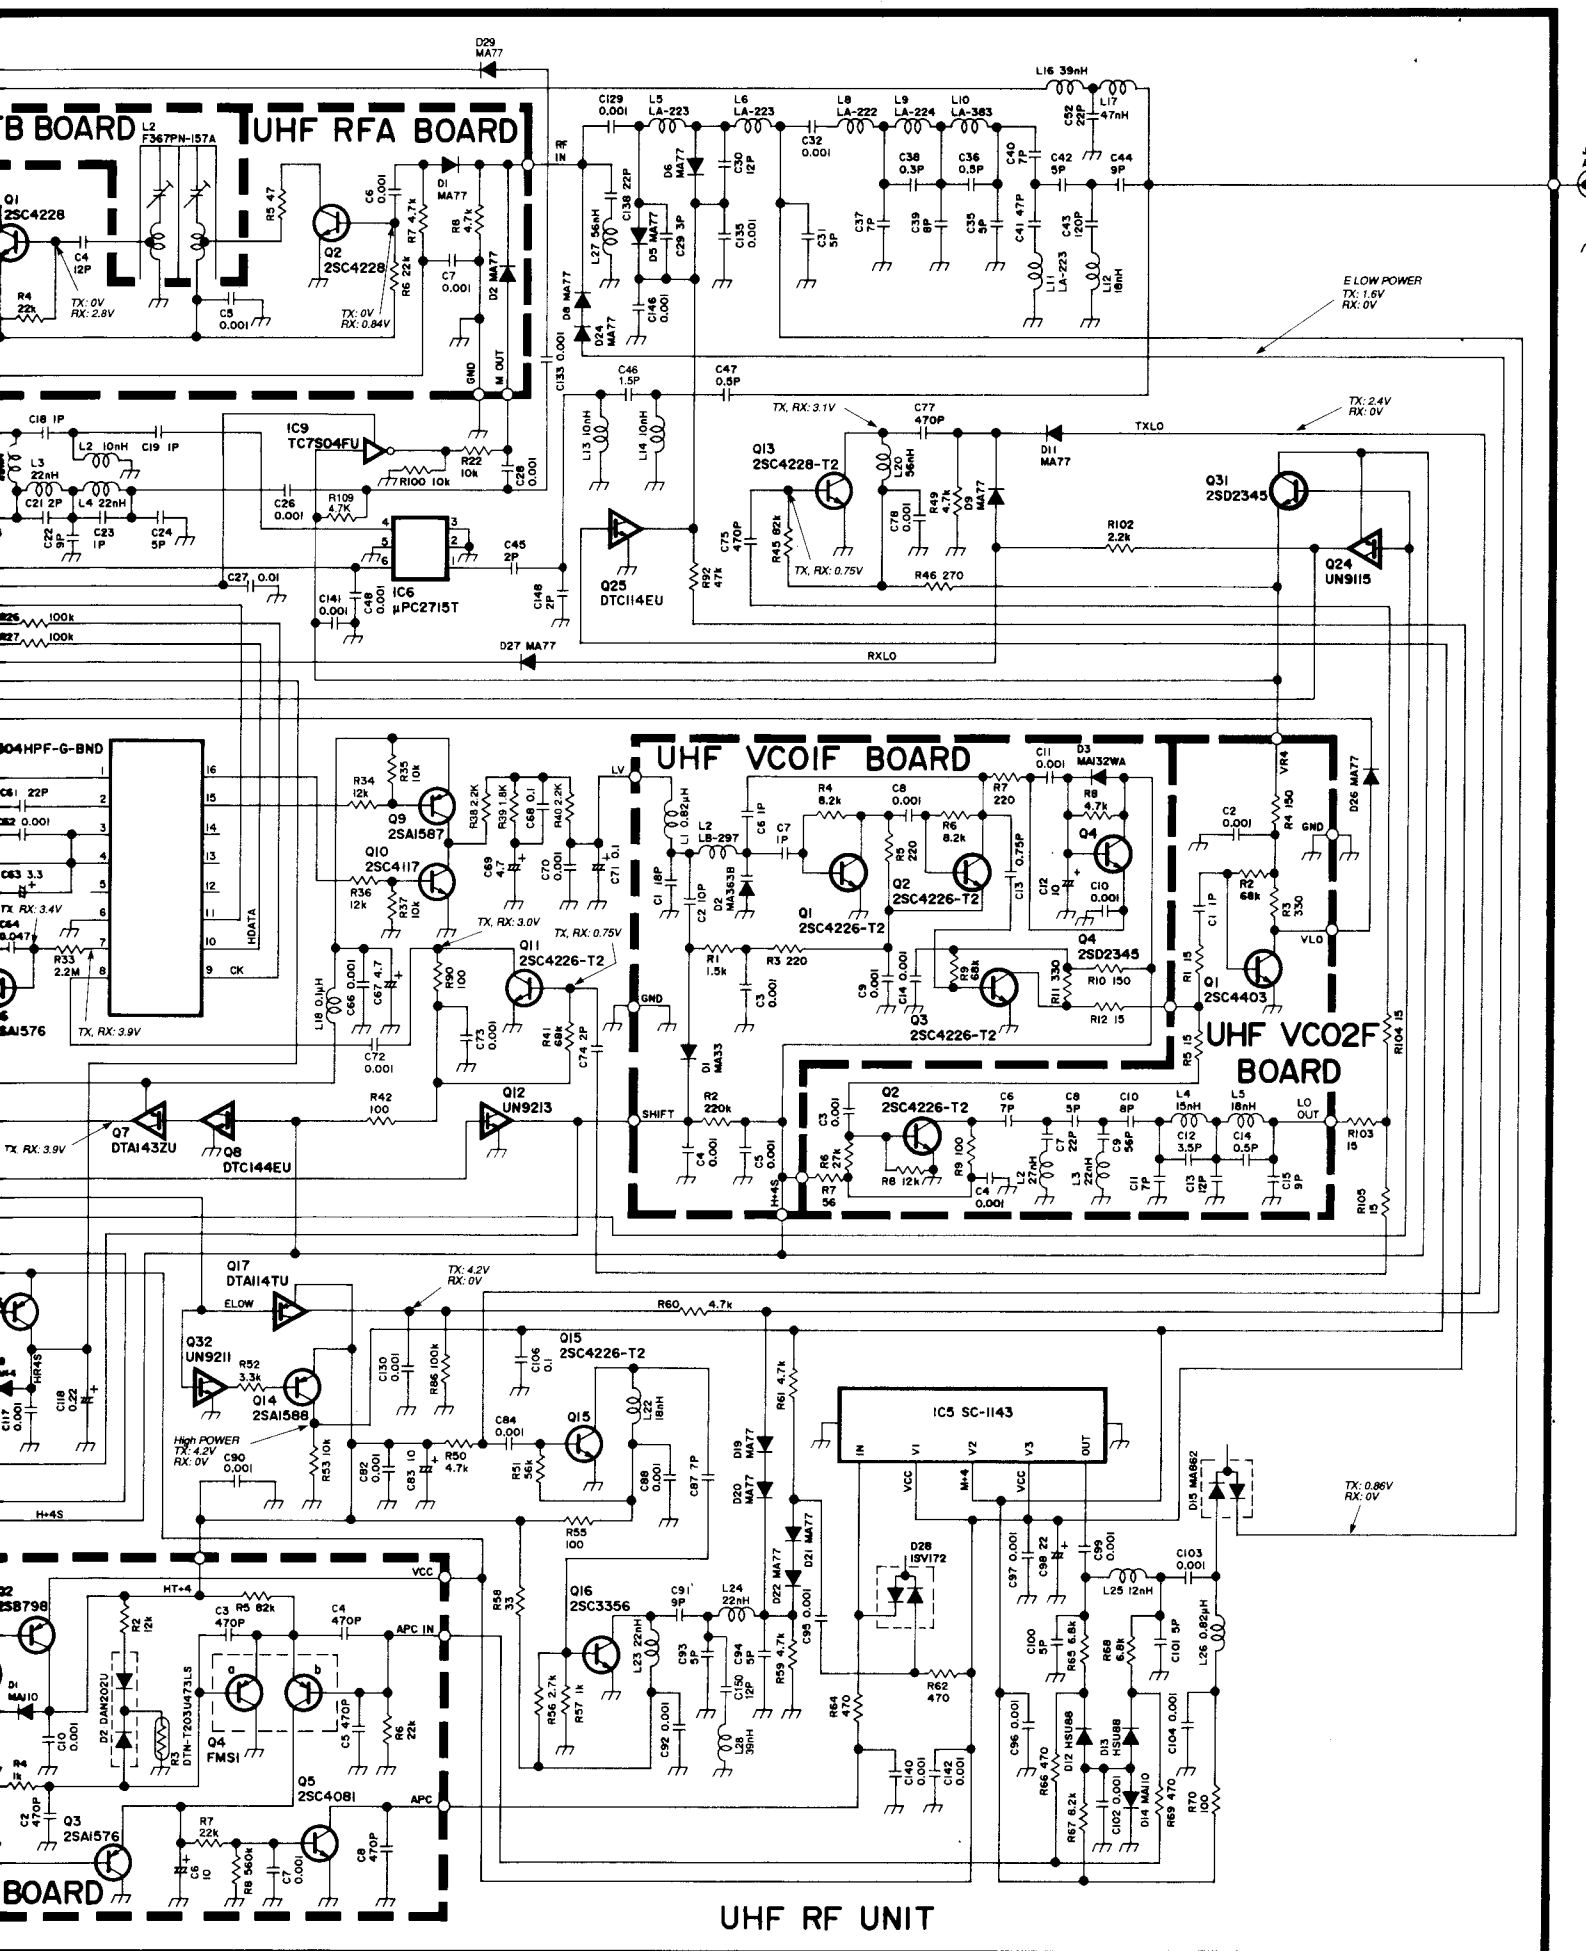 D29
MA77
L16 39nH
C52
22P
L17
47nH
TB BOARD
L2
F367PN-157A
UHF RFA BOARD
RF
IN
C129
0.001
L5
LA-223
L6
LA-223
L8
LA-222
L9
LA-224
L10
LA-383
C32
0.001
C40
7P
C42
5P
C44
9P
C38
0.3P
C36
0.5P
D6
MA77
C30
12P
Q1
2SC4228
R5 47
C6
0.001
D1
MA77
R7 4.7k
R8
4.7k
Q2
2SC4228
R6 22k
C7
0.001
D2 MA77
C4
12P
TX: 0V
RX: 2.8V
R4
22k
C5
0.001
TX: 0V
RX: 0.84V
C138 22P
L27 56nH
D5 MA77
C29 3P
C135
0.001
C31
5P
C37
7P
C39
8P
C35
5P
C41 47P
C43
120P
L11
LA-223
L12
18nH
D8 MA77
D24
MA77
C146
0.001
E LOW POWER
TX: 1.6V
RX: 0V
GND
M OUT
C133 0.001
C46
1.5P
C47
0.5P
L13 10nH
L14 10nH
C18 1P
C19 1P
L2 10nH
L3
22nH
C21 2P
L4 22nH
C22
9P
C23
1P
C24
5P
IC9
TC7S04FU
R22
10k
R100 10k
C28
0.001
C26
0.001
R109
4.7K
4
5
6
3
2
1
C45
2P
IC6
µPC2715T
C27 0.01
C141
0.001
C48
0.001
C148
2P
Q25
DTC114EU
R92
47k
TX, RX: 3.1V
C77
470P
TX: 2.4V
RX: 0V
TXLO
D11
MA77
Q13
2SC4228-T2
L20
56nH
C78
0.001
R49
4.7k
D9
MA77
C75
470P
R45 82k
TX, RX: 0.75V
R46 270
R102
2.2k
Q31
2SD2345
Q24
UN9115
R26 100k
R27 100k
D27 MA77
RXLO
304HPF-G-BND
C61 22P
C62 0.001
C63 3.3
TX, RX: 3.4V
C64
0.047
R33
2.2M
1
2
3
4
5
6
7
8
16
15
14
13
12
11
10
9
HDATA
CK
TX, RX: 3.9V
2SA1576
R34
12k
R35
10k
Q9
2SA1587
Q10
2SC4117
R36
12k
R37
10k
R38 2.2K
R39 1.8K
C68 0.1
R40 2.2K
C69
4.7
C70
0.001
C71 0.1
LV
TX, RX: 3.0V
TX, RX: 0.75V
Q11
2SC4226-T2
L18 0.1µH
C66 0.001
C67 4.7
R90
100
C73
0.001
R41
68k
C74 2P
C72
0.001
R42
100
Q12
UN9213
TX, RX: 3.9V
Q7
DTA143ZU
Q8
DTC144EU
UHF VCO1F BOARD
L1 0.82µH
L2
LB-297
C6 1P
C7
1P
R4
8.2k
C8
0.001
R7
220
C11
0.001
D3
MA132WA
R8
4.7k
Q4
R5
220
R6
8.2k
C13 0.75P
C12
10
C10
0.001
C1 18P
C2 10P
D2
MA363B
Q2
2SC4226-T2
Q1
2SC4226-T2
Q4
2SD2345
R1
1.5k
R3 220
C3
0.001
C9
0.001
C14 0.001
R9
68k
R11 330
R10 150
R12 15
Q3
2SC4226-T2
GND
D1
MA33
SHIFT
R2
220k
C4
0.001
C5
0.001
H+4S
VR4
D26 MA77
C2
0.001
R4 150
GND
R2
68k
R3
330
C1 1P
VLO
R1 15
Q1
2SC4403
UHF VCO2F
BOARD
R104 15
R5 15
Q2
2SC4226-T2
C3
0.001
C6
7P
C8
5P
C10
8P
L4
15nH
L5
18nH
LO
OUT
R103
15
C7
22P
C9
56P
C12
3.5P
C14
0.5P
R6
27k
R7
56
R8 12k
R9 100
C4
0.001
L2
27nH
L3
22nH
C11
7P
C13
12P
C15
9P
R105
15
Q17
DTA114TU
ELOW
TX: 4.2V
RX: 0V
R60 4.7k
Q32
UN9211
R52
3.3k
Q14
2SA1588
High POWER
TX: 4.2V
RX: 0V
HR4S
C117
0.001
C118
0.22
C130
0.001
R86 100k
C106
0.1
Q15
2SC4226-T2
L22
18nH
R61 4.7k
C90
0.001
R53 10k
C82
0.001
C83 10
R50
4.7k
C84
0.001
R51
56k
Q15
C88
0.001
C87 7P
D19
MA77
D20
MA77
IC5 SC-1143
IN
V1
V2
V3
OUT
VCC
M+4
VCC
D15 MA862
TX: 0.86V
RX: 0V
H+4S
R55
100
D21 MA77
D22 MA77
D28
1SV172
C97 0.001
C98 22
C99
0.001
C103
0.001
L25 12nH
VCC
HT+4
2SB798
R2
12k
R5 82k
C3
470P
C4
470P
APC IN
R58
33
Q16
2SC3356
C91
9P
L24
22nH
C95 0.001
L23 22nH
C93
5P
C94
5P
R59 4.7k
C100
5P
R65 6.8k
R68
6.8k
C101 5P
L26 0.82µH
D1
MA110
C10
0.001
D2 DAN202U
R3
DTN-T203U473LS
a
b
Q4
FMS1
C5 470P
R6
22k
R56 2.7k
R57 1k
C92 0.001
C150
12P
L28
39nH
R64
470
R62
470
C96 0.001
D12 HSU88
D13
HSU88
C104 0.001
R4
1k
C2
470P
Q3
2SA1576
Q5
2SC4081
APC
C140
0.001
C142
0.001
R66 470
R67 8.2k
C102 0.001
D14 MA110
R69 470
R70
100
R7
22k
C6
10
R8 560k
C7
0.001
C8
470P
BOARD
UHF RF UNIT